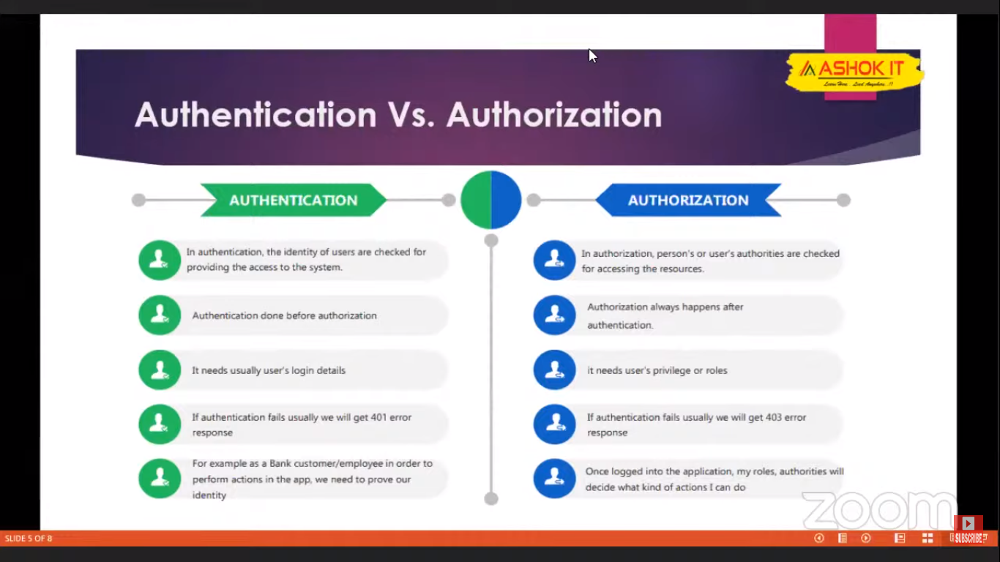 ASHOK IT
Learn Here.. Lead Anywhere..!!
Authentication Vs. Authorization
AUTHENTICATION
In authentication, the identity of users are checked for
providing the access to the system.
Authentication done before authorization
It needs usually user's login details
If authentication fails usually we will get 401 error
response
For example as a Bank customer/employee in order to
perform actions in the app, we need to prove our
identity
AUTHORIZATION
In authorization, person's or user's authorities are checked
for accessing the resources.
Authorization always happens after
authentication.
it needs user's privilege or roles
If authentication fails usually we will get 403 error
response
Once logged into the application, my roles, authorities will
decide what kind of actions I can do
zoom
SLIDE 5 OF 8
SUBSCRIBE